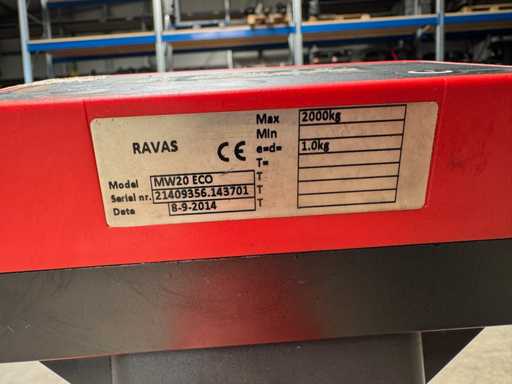 RAVAS CE
Max 2000kg
Min
e=d= 1.0kg
T=
T
T
T
Model MW20 ECO
Serial nr. 21409356.143701
Date 8-9-2014